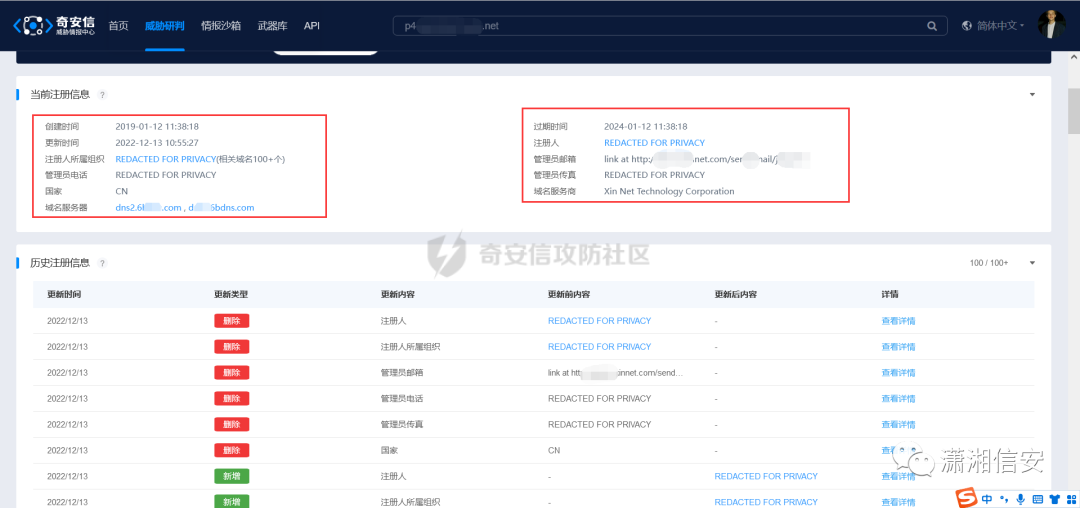 奇安信 威胁情报中心 首页 威胁研判 情报沙箱 武器库 API p4 .net 简体中文
当前注册信息 ?
创建时间 2019-01-12 11:38:18 过期时间 2024-01-12 11:38:18
更新时间 2022-12-13 10:55:27 注册人 REDACTED FOR PRIVACY
注册人所属组织 REDACTED FOR PRIVACY(相关域名100+个) 管理员邮箱 link at http: .net.com/sen mail/
管理员电话 REDACTED FOR PRIVACY 管理员传真 REDACTED FOR PRIVACY
国家 CN 域名服务商 Xin Net Technology Corporation
域名服务器 dns2.6 .com , d 6bdns.com
奇安信攻防社区
历史注册信息 ? 100 / 100+
更新时间 更新类型 更新内容 更新前内容 更新后内容 详情
2022/12/13 删除 注册人 REDACTED FOR PRIVACY - 查看详情
2022/12/13 删除 注册人所属组织 REDACTED FOR PRIVACY - 查看详情
2022/12/13 删除 管理员邮箱 link at htt xinnet.com/send... - 查看详情
2022/12/13 删除 管理员电话 REDACTED FOR PRIVACY - 查看详情
2022/12/13 删除 管理员传真 REDACTED FOR PRIVACY - 查看详情
2022/12/13 删除 国家 CN - 查
潇湘信安
2022/12/13 新增 注册人 - REDACTED FOR PRIVACY 查看详情
2022/12/13 新增 注册人所属组织 - REDACTED FOR PRIVACY 查看详情
中